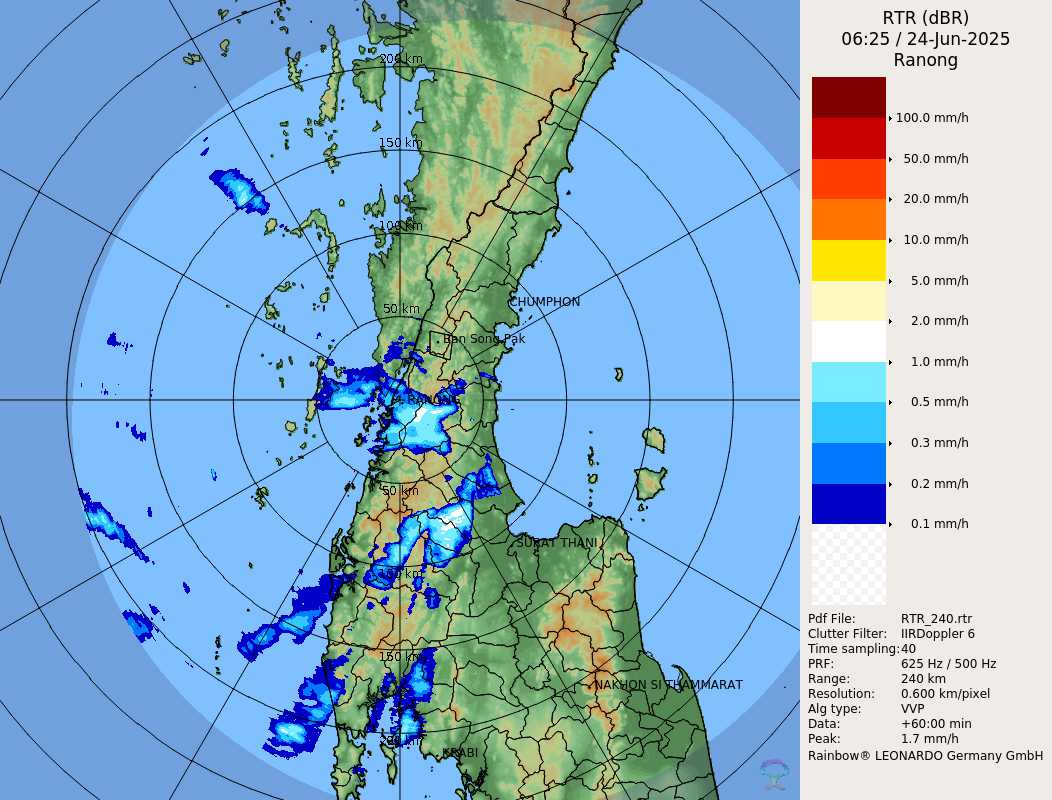 RTR (dBR)
06:25 / 24-Jun-2025
Ranong
200 km
150 km
100 km
50 km
CHUMPHON
Ban Song Pak
RANONG
50 km
SURAT THANI
100 km
150 km
NAKHON SI THAMMARAT
200 km
KRABI
100.0 mm/h
50.0 mm/h
20.0 mm/h
10.0 mm/h
5.0 mm/h
2.0 mm/h
1.0 mm/h
0.5 mm/h
0.3 mm/h
0.2 mm/h
0.1 mm/h
Pdf File: RTR_240.rtr
Clutter Filter: IIRDoppler 6
Time sampling:40
PRF: 625 Hz / 500 Hz
Range: 240 km
Resolution: 0.600 km/pixel
Alg type: VVP
Data: +60:00 min
Peak: 1.7 mm/h
Rainbow® LEONARDO Germany GmbH